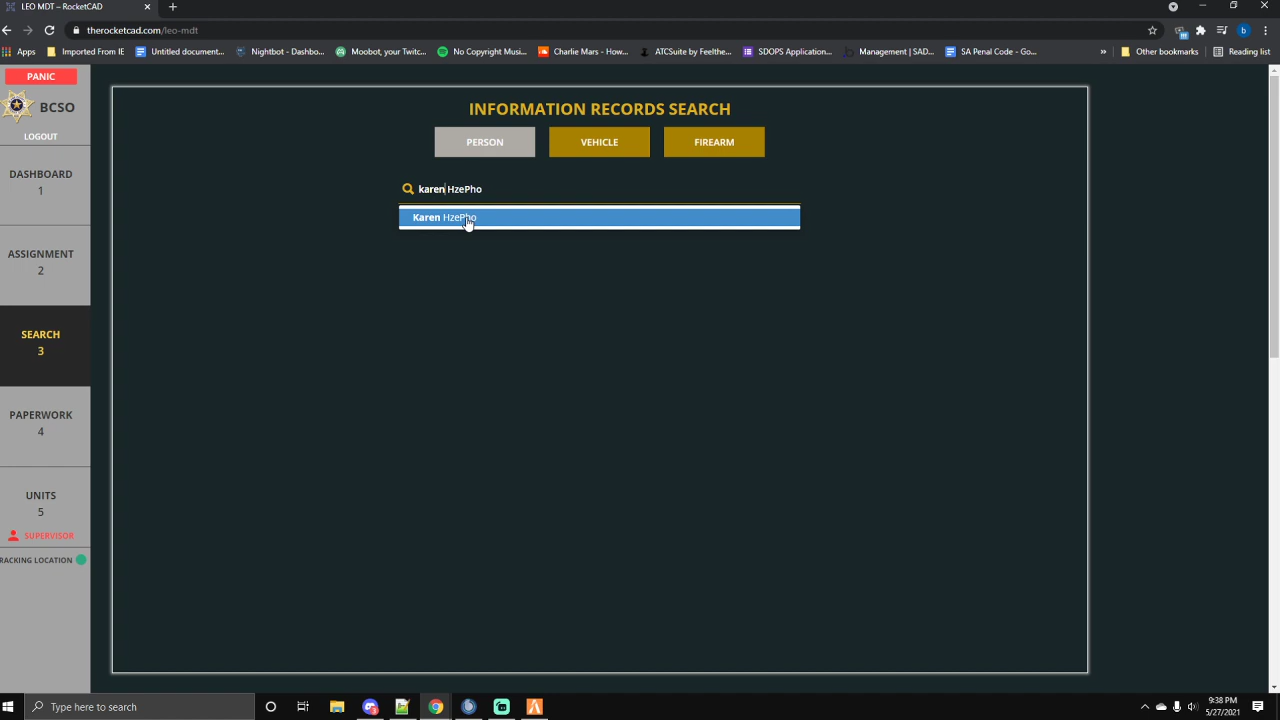 LEO MDT – RocketCAD
therocketcad.com/leo-mdt
Apps
Imported From IE
Untitled document...
Nightbot - Dashboa...
Moobot, your Twitc...
No Copyright Musi...
Charlie Mars - How...
ATCSuite by Feelthe...
SDOPS Application...
Management | SAD...
SA Penal Code - Go...
»
Other bookmarks
Reading list
b
PANIC
BCSO
LOGOUT
DASHBOARD
1
ASSIGNMENT
2
SEARCH
3
PAPERWORK
4
UNITS
5
SUPERVISOR
RACKING LOCATION
INFORMATION RECORDS SEARCH
PERSON
VEHICLE
FIREARM
karen HzePho
Karen HzePho
Type here to search
9:38 PM
5/27/2021